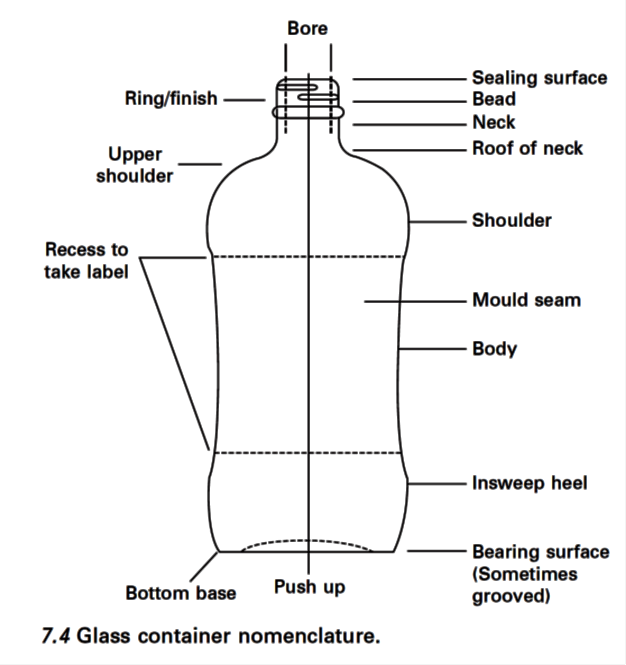 Bore
Sealing surface
Ring/finish
Bead
Neck
Roof of neck
Upper
shoulder
Shoulder
Recess to
take label
Mould seam
Body
Insweep heel
Bearing surface
(Sometimes
grooved)
Bottom base
Push up
7.4 Glass container nomenclature.